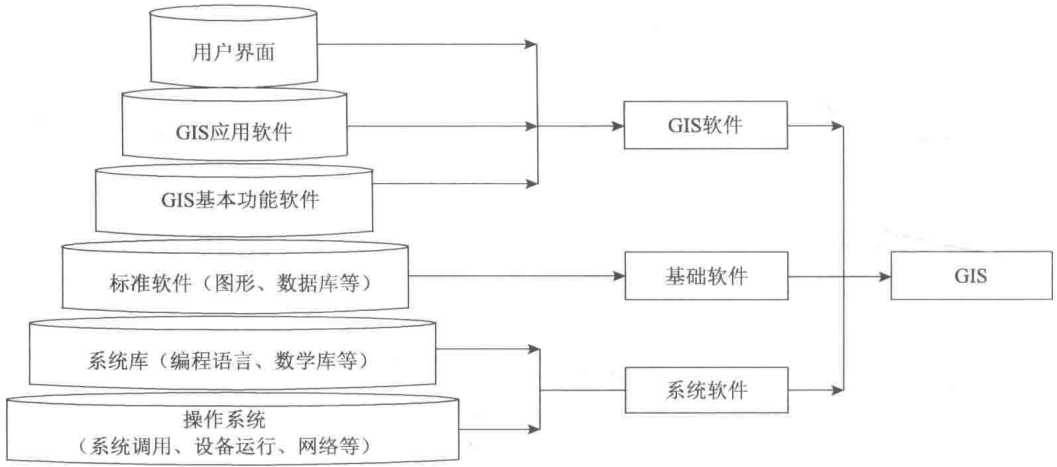 用户界面
GIS应用软件
GIS软件
GIS基本功能软件
标准软件（图形、数据库等）
基础软件
GIS
系统库（编程语言、数学库等）
系统软件
操作系统
（系统调用、设备运行、网络等）